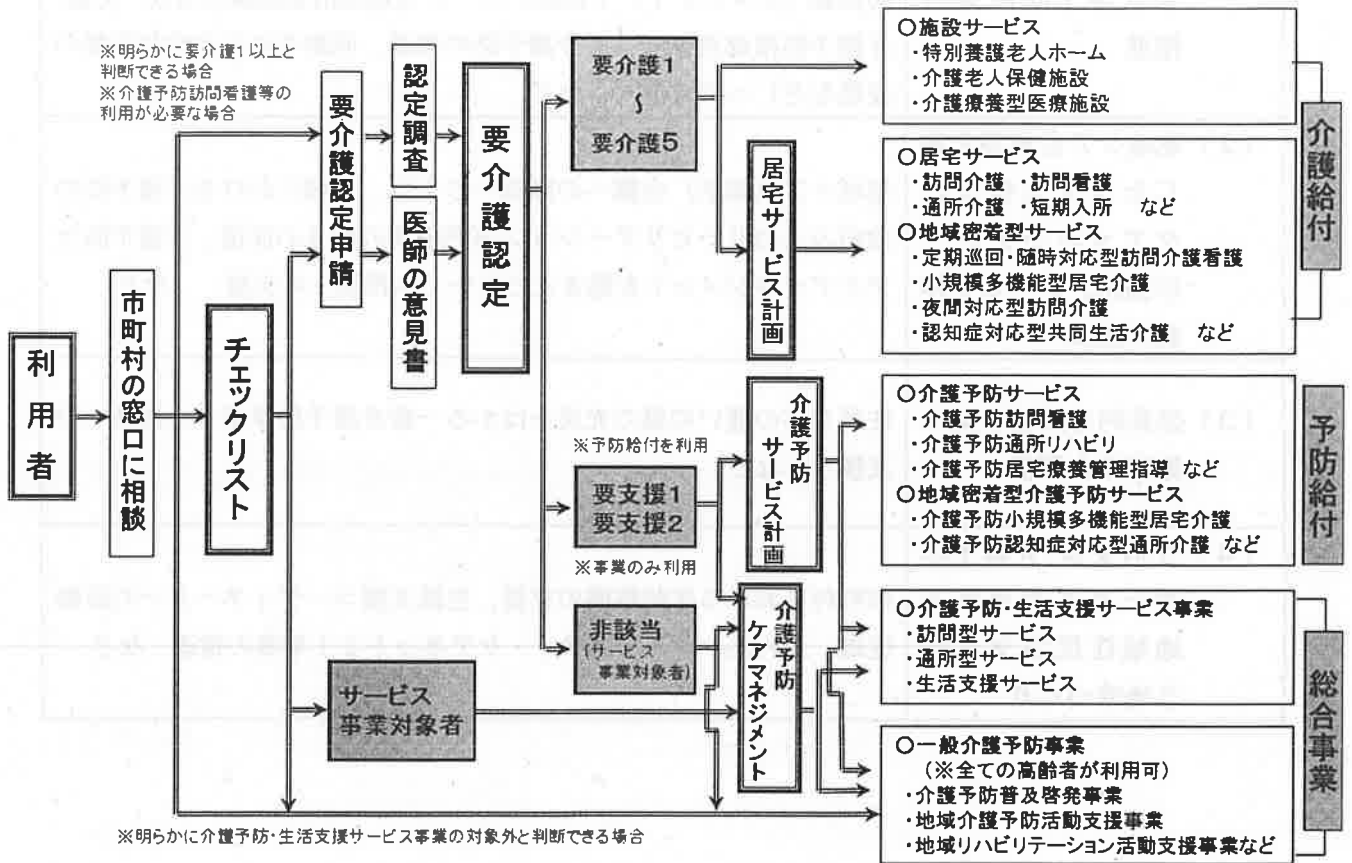 ※明らかに要介護1以上と
判断できる場合
※介護予防訪問看護等の
利用が必要な場合
利用者
市町村の窓口に相談
チェックリスト
要介護認定申請
認定調査
医師の意見書
要介護認定
要介護1
～
要介護5
居宅サービス計画
○施設サービス
・特別養護老人ホーム
・介護老人保健施設
・介護療養型医療施設
○居宅サービス
・訪問介護 ・訪問看護
・通所介護 ・短期入所 など
○地域密着型サービス
・定期巡回・随時対応型訪問介護看護
・小規模多機能型居宅介護
・夜間対応型訪問介護
・認知症対応型共同生活介護 など
介護給付
※予防給付を利用
要支援1
要支援2
※事業のみ利用
介護予防
サービス計画
○介護予防サービス
・介護予防訪問看護
・介護予防通所リハビリ
・介護予防居宅療養管理指導 など
○地域密着型介護予防サービス
・介護予防小規模多機能型居宅介護
・介護予防認知症対応型通所介護 など
予防給付
非該当
(サービス
事業対象者)
サービス
事業対象者
介護予防
ケアマネジメント
○介護予防・生活支援サービス事業
・訪問型サービス
・通所型サービス
・生活支援サービス
○一般介護予防事業
(※全ての高齢者が利用可)
・介護予防普及啓発事業
・地域介護予防活動支援事業
・地域リハビリテーション活動支援事業など
総合事業
※明らかに介護予防・生活支援サービス事業の対象外と判断できる場合